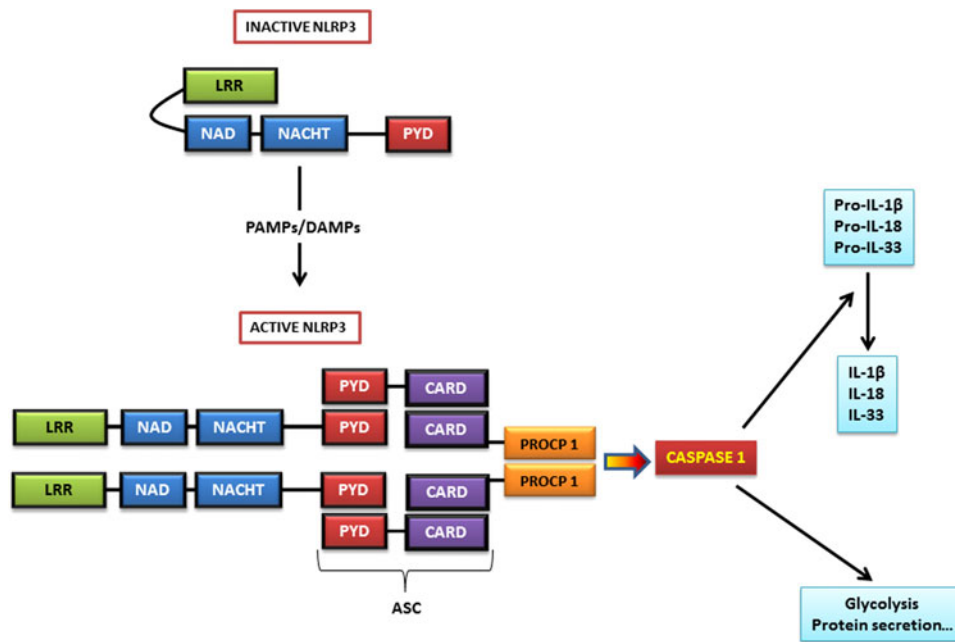 INACTIVE NLRP3
LRR
NAD NACHT PYD
PAMPs/DAMPs
ACTIVE NLRP3
PYD CARD
LRR NAD NACHT PYD CARD
PROCP 1
LRR NAD NACHT PYD CARD
PROCP 1
PYD CARD
ASC
CASPASE 1
Pro-IL-1β
Pro-IL-18
Pro-IL-33
IL-1β
IL-18
IL-33
Glycolysis
Protein secretion...